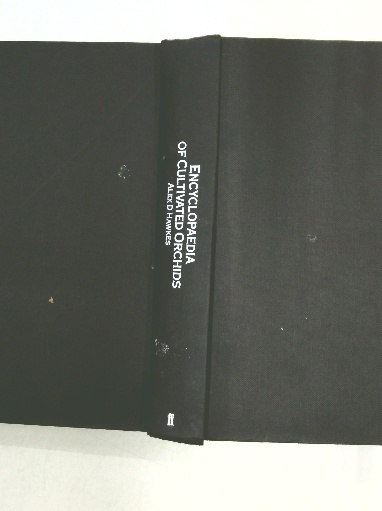 ENCYCLOPAEDIA
OF CULTIVATED ORCHIDS
ALEX D HAWKES
ff